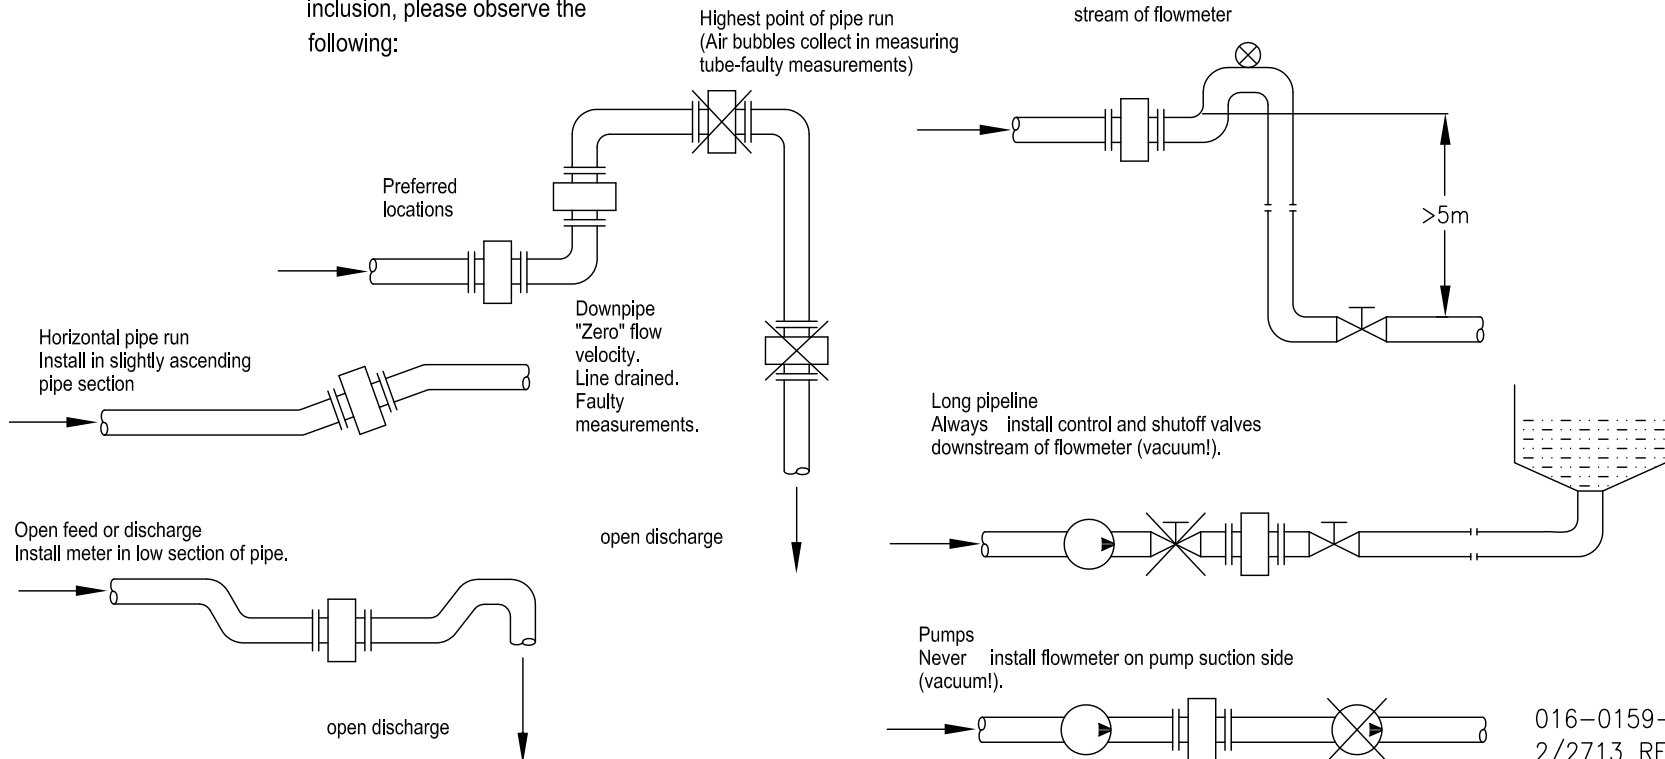 inclusion, please observe the
following:
Highest point of pipe run
(Air bubbles collect in measuring
tube-faulty measurements)
stream of flowmeter
Preferred
locations
>5m
Horizontal pipe run
Install in slightly ascending
pipe section
Downpipe
"Zero" flow
velocity.
Line drained.
Faulty
measurements.
Long pipeline
Always install control and shutoff valves
downstream of flowmeter (vacuum!).
Open feed or discharge
Install meter in low section of pipe.
open discharge
open discharge
Pumps
Never install flowmeter on pump suction side
(vacuum!).
016-0159-
2/2713 RE